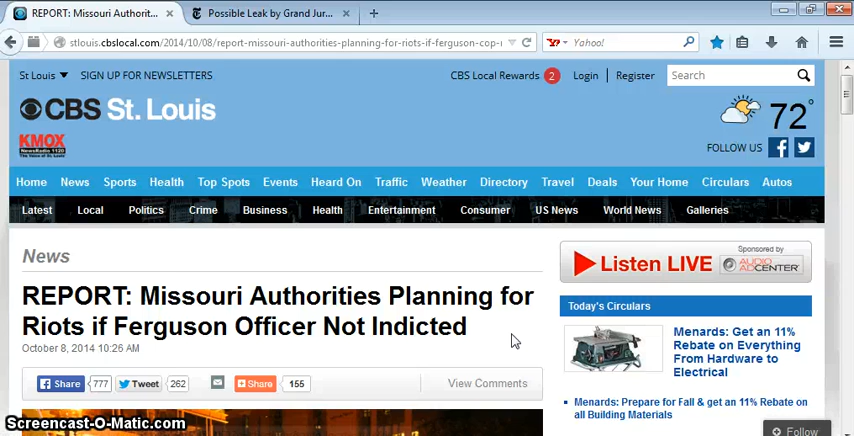 REPORT: Missouri Authorit...
Possible Leak by Grand Jur...
stlouis.cbslocal.com/2014/10/08/report-missouri-authorities-planning-for-riots-if-ferguson-cop-r
Yahoo!
St Louis SIGN UP FOR NEWSLETTERS
CBS Local Rewards 2 Login Register Search
CBS St. Louis
72°
KMOX
NewsRadio 1120
The Voice of St. Louis
FOLLOW US
Home News Sports Health Top Spots Events Heard On Traffic Weather Directory Travel Deals Your Home Circulars Autos
Latest Local Politics Crime Business Health Entertainment Consumer US News World News Galleries
News
Sponsored by
Listen LIVE AUDIO ADCENTER
REPORT: Missouri Authorities Planning for
Riots if Ferguson Officer Not Indicted
October 8, 2014 10:26 AM
Share 777 Tweet 262 Share 155 View Comments
Today's Circulars
Menards: Get an 11%
Rebate on Everything
From Hardware to
Electrical
Menards: Prepare for Fall & get an 11% Rebate on
all Building Materials
Screencast-O-Matic.com
Follow